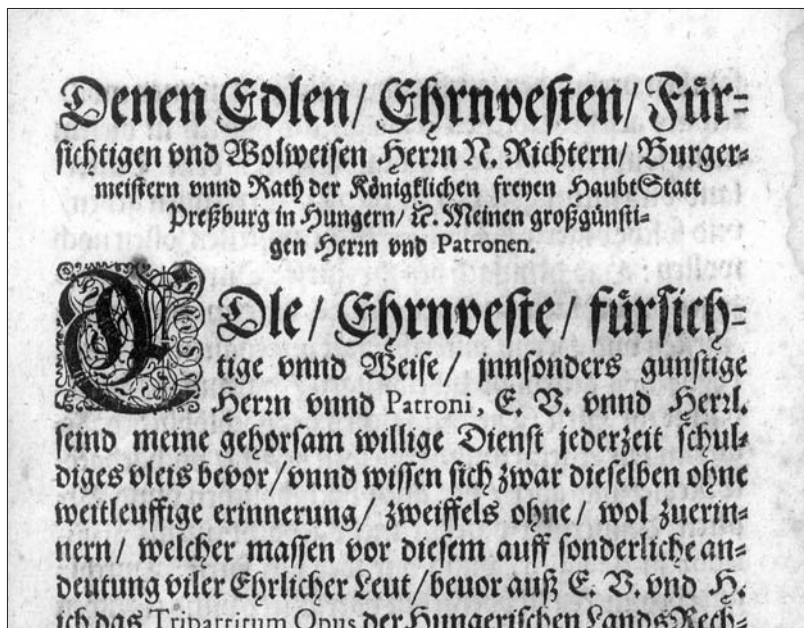 Denen Edlen/ Ehrnvesten/ Für=
sichtigen vnd Wolweisen Herrn N. Richtern/ Burger=
meistern vnnd Rath der Königklichen freyen HaubtStatt
Preßburg in Hungern/ ꝛc. Meinen großgünsti=
gen Herrn vnd Patronen.
EDle/ Ehrnveste/ fürsich=
tige vnnd Weise/ jnnsonders gunstige
Herrn vnnd Patroni, E. V. vnnd Herrl.
seind meine gehorsam willige Dienst jederzeit schul=
diges vleis bevor/ vnnd wissen sich zwar dieselben ohne
weitleuffige erinnerung/ zweiffels ohne/ wol zuerin=
nern/ welcher massen vor diesem auff sonderliche an=
deutung viler Ehrlicher Leut/ beuor auß E. V. vnd H.
ich das Tripartitum Opus der Hungerischen LandsRech=